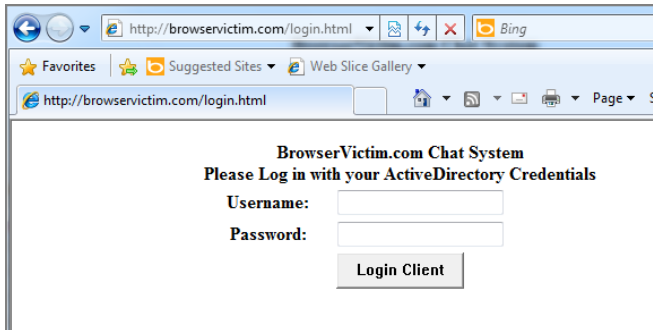 http://browservictim.com/login.html
Bing
Favorites
Suggested Sites
Web Slice Gallery
http://browservictim.com/login.html
Page
BrowserVictim.com Chat System
Please Log in with your ActiveDirectory Credentials
Username:
Password:
Login Client